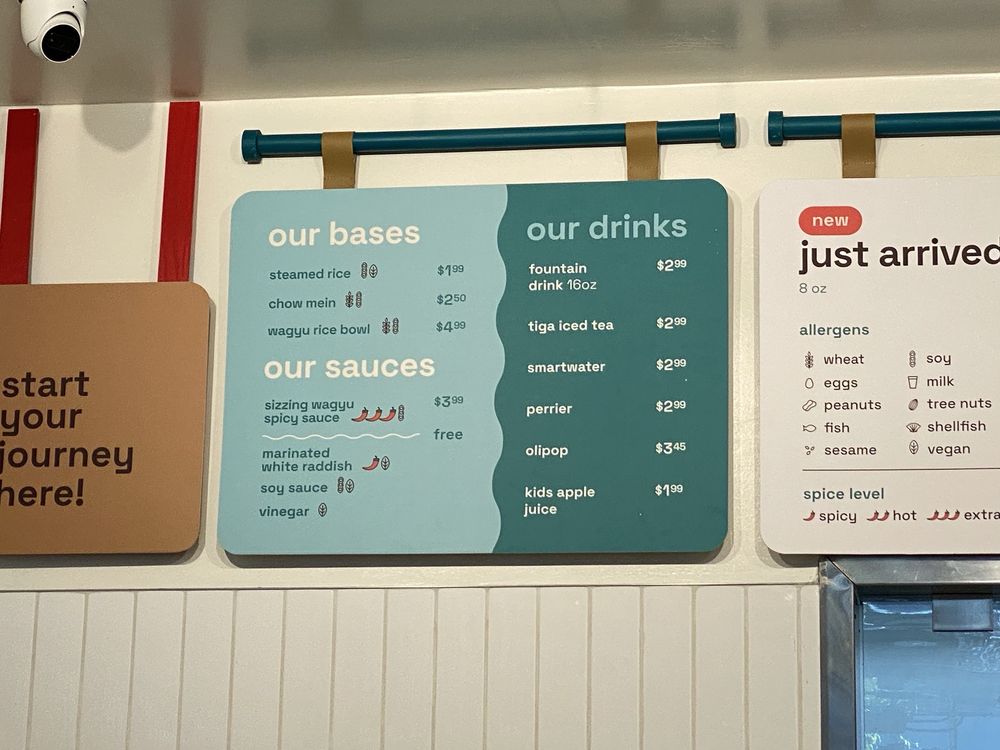 start
your
journey
here!
our bases
steamed rice $1.99
chow mein $2.50
wagyu rice bowl $4.99
our sauces
sizzing wagyu
spicy sauce $3.99
free
marinated
white raddish
soy sauce
vinegar
our drinks
fountain $2.99
drink 16oz
tiga iced tea $2.99
smartwater $2.99
perrier $2.99
olipop $3.45
kids apple $1.99
juice
new
just arrived
8 oz
allergens
wheat soy
eggs milk
peanuts tree nuts
fish shellfish
sesame vegan
spice level
spicy hot extra